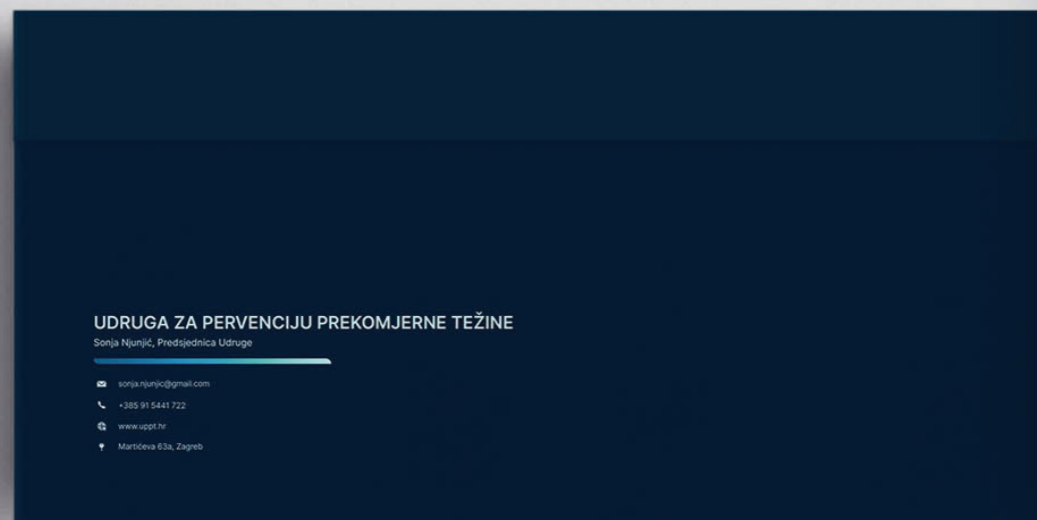 UDRUGA ZA PERVENCIJU PREKOMJERNE TEŽINE
Sonja Njunjić, Predsjednica Udruge
sonja.njunjic@gmail.com
+385 91 5441 722
www.uppt.hr
Martićeva 63a, Zagreb